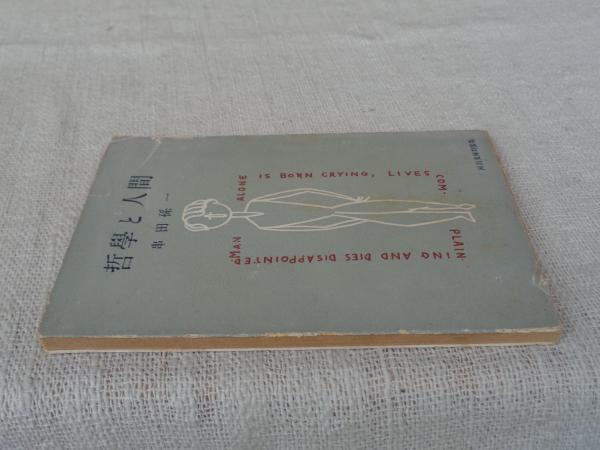 哲學と人間
串田孫一
MAN ALONE IS BORN CRYING, LIVES COM-
PLAIN-
ING AND DIES DISAPPOINTED